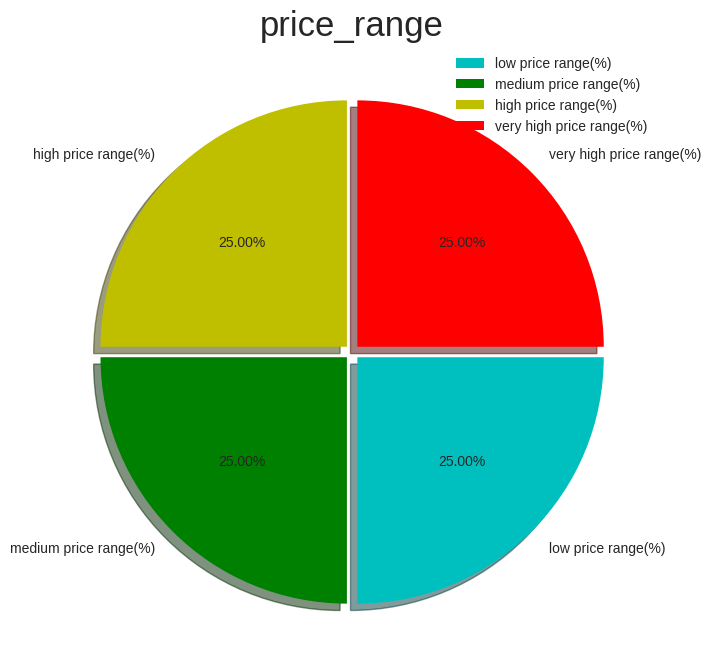 price_range
low price range(%)
medium price range(%)
high price range(%)
very high price range(%)
high price range(%)
very high price range(%)
25.00%
25.00%
25.00%
25.00%
medium price range(%)
low price range(%)